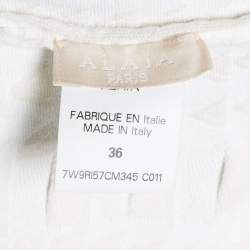 ALAÏA
PARIS
FABRIQUE EN Italie
MADE IN Italy
36
7W9RI57CM345 C011